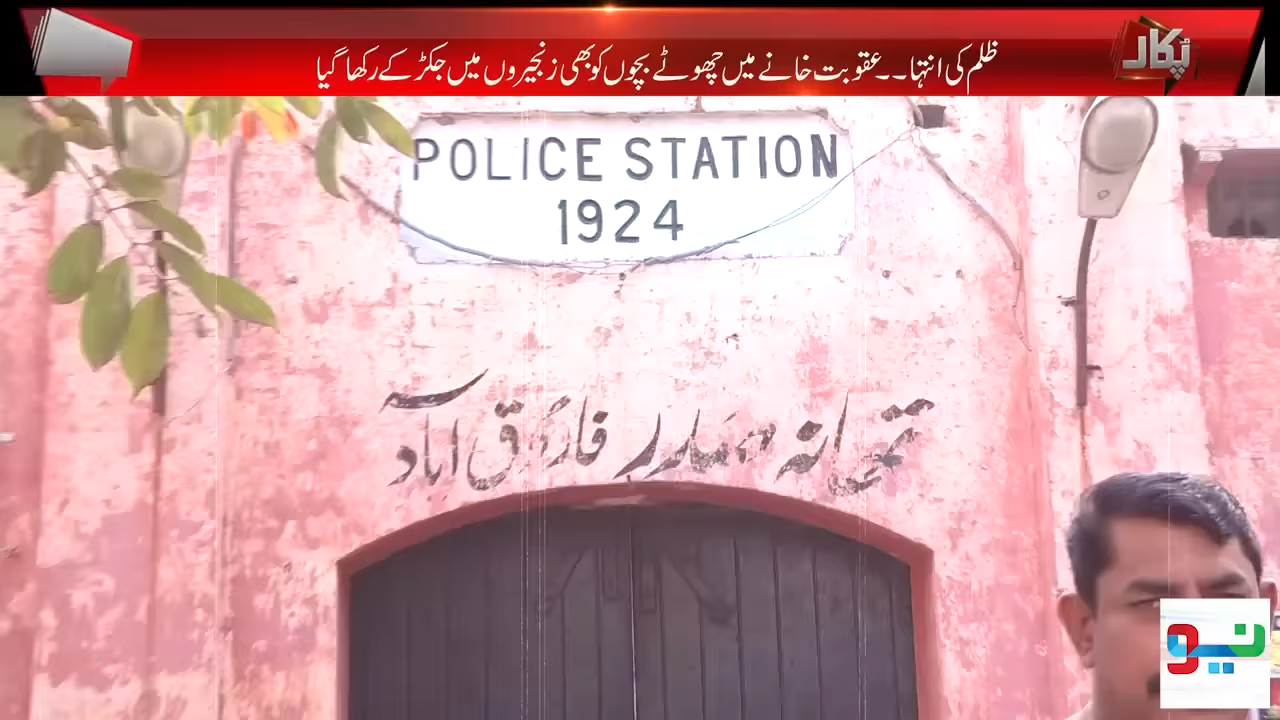 ظلم کی انتہا۔۔عقوبت خانے میں چھوٹے بچوں کو بھی زنجیروں میں جکڑ کے رکھا گیا
پکار
POLICE STATION
1924
تھانہ صدر فاروق آباد
نیو